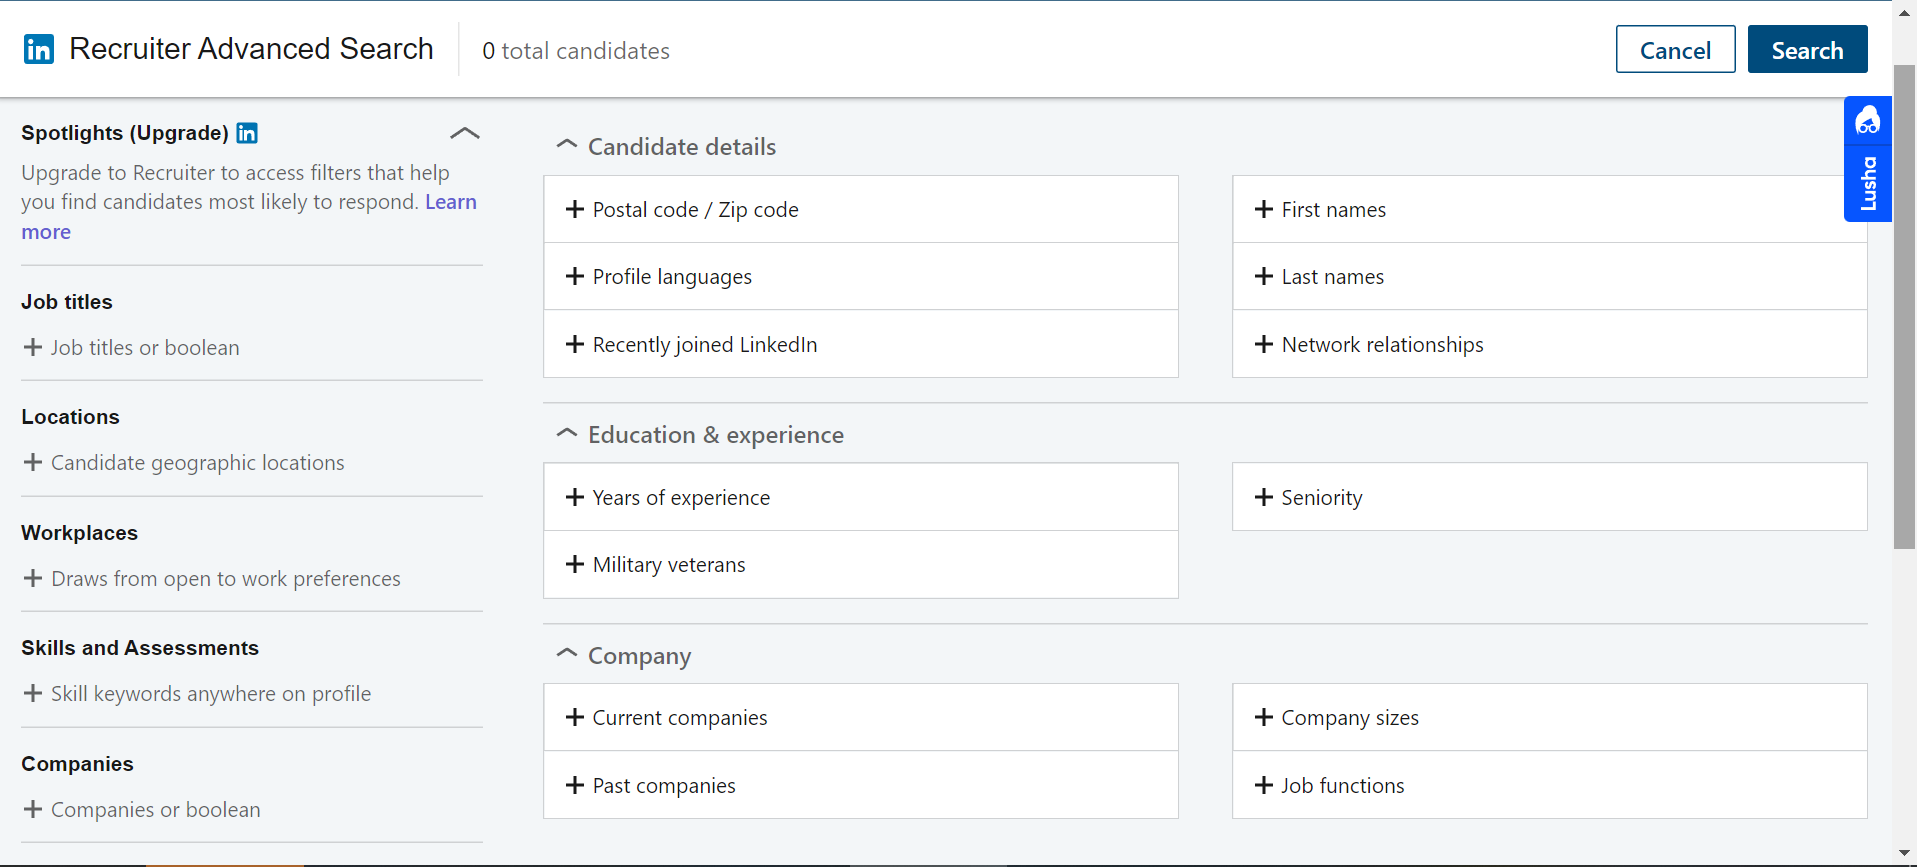 in Recruiter Advanced Search
0 total candidates
Cancel
Search
Lusha
Spotlights (Upgrade) in
Upgrade to Recruiter to access filters that help
you find candidates most likely to respond. Learn
more
Job titles
+ Job titles or boolean
Locations
+ Candidate geographic locations
Workplaces
+ Draws from open to work preferences
Skills and Assessments
+ Skill keywords anywhere on profile
Companies
+ Companies or boolean
Candidate details
+ Postal code / Zip code
+ First names
+ Profile languages
+ Last names
+ Recently joined LinkedIn
+ Network relationships
Education & experience
+ Years of experience
+ Seniority
+ Military veterans
Company
+ Current companies
+ Company sizes
+ Past companies
+ Job functions